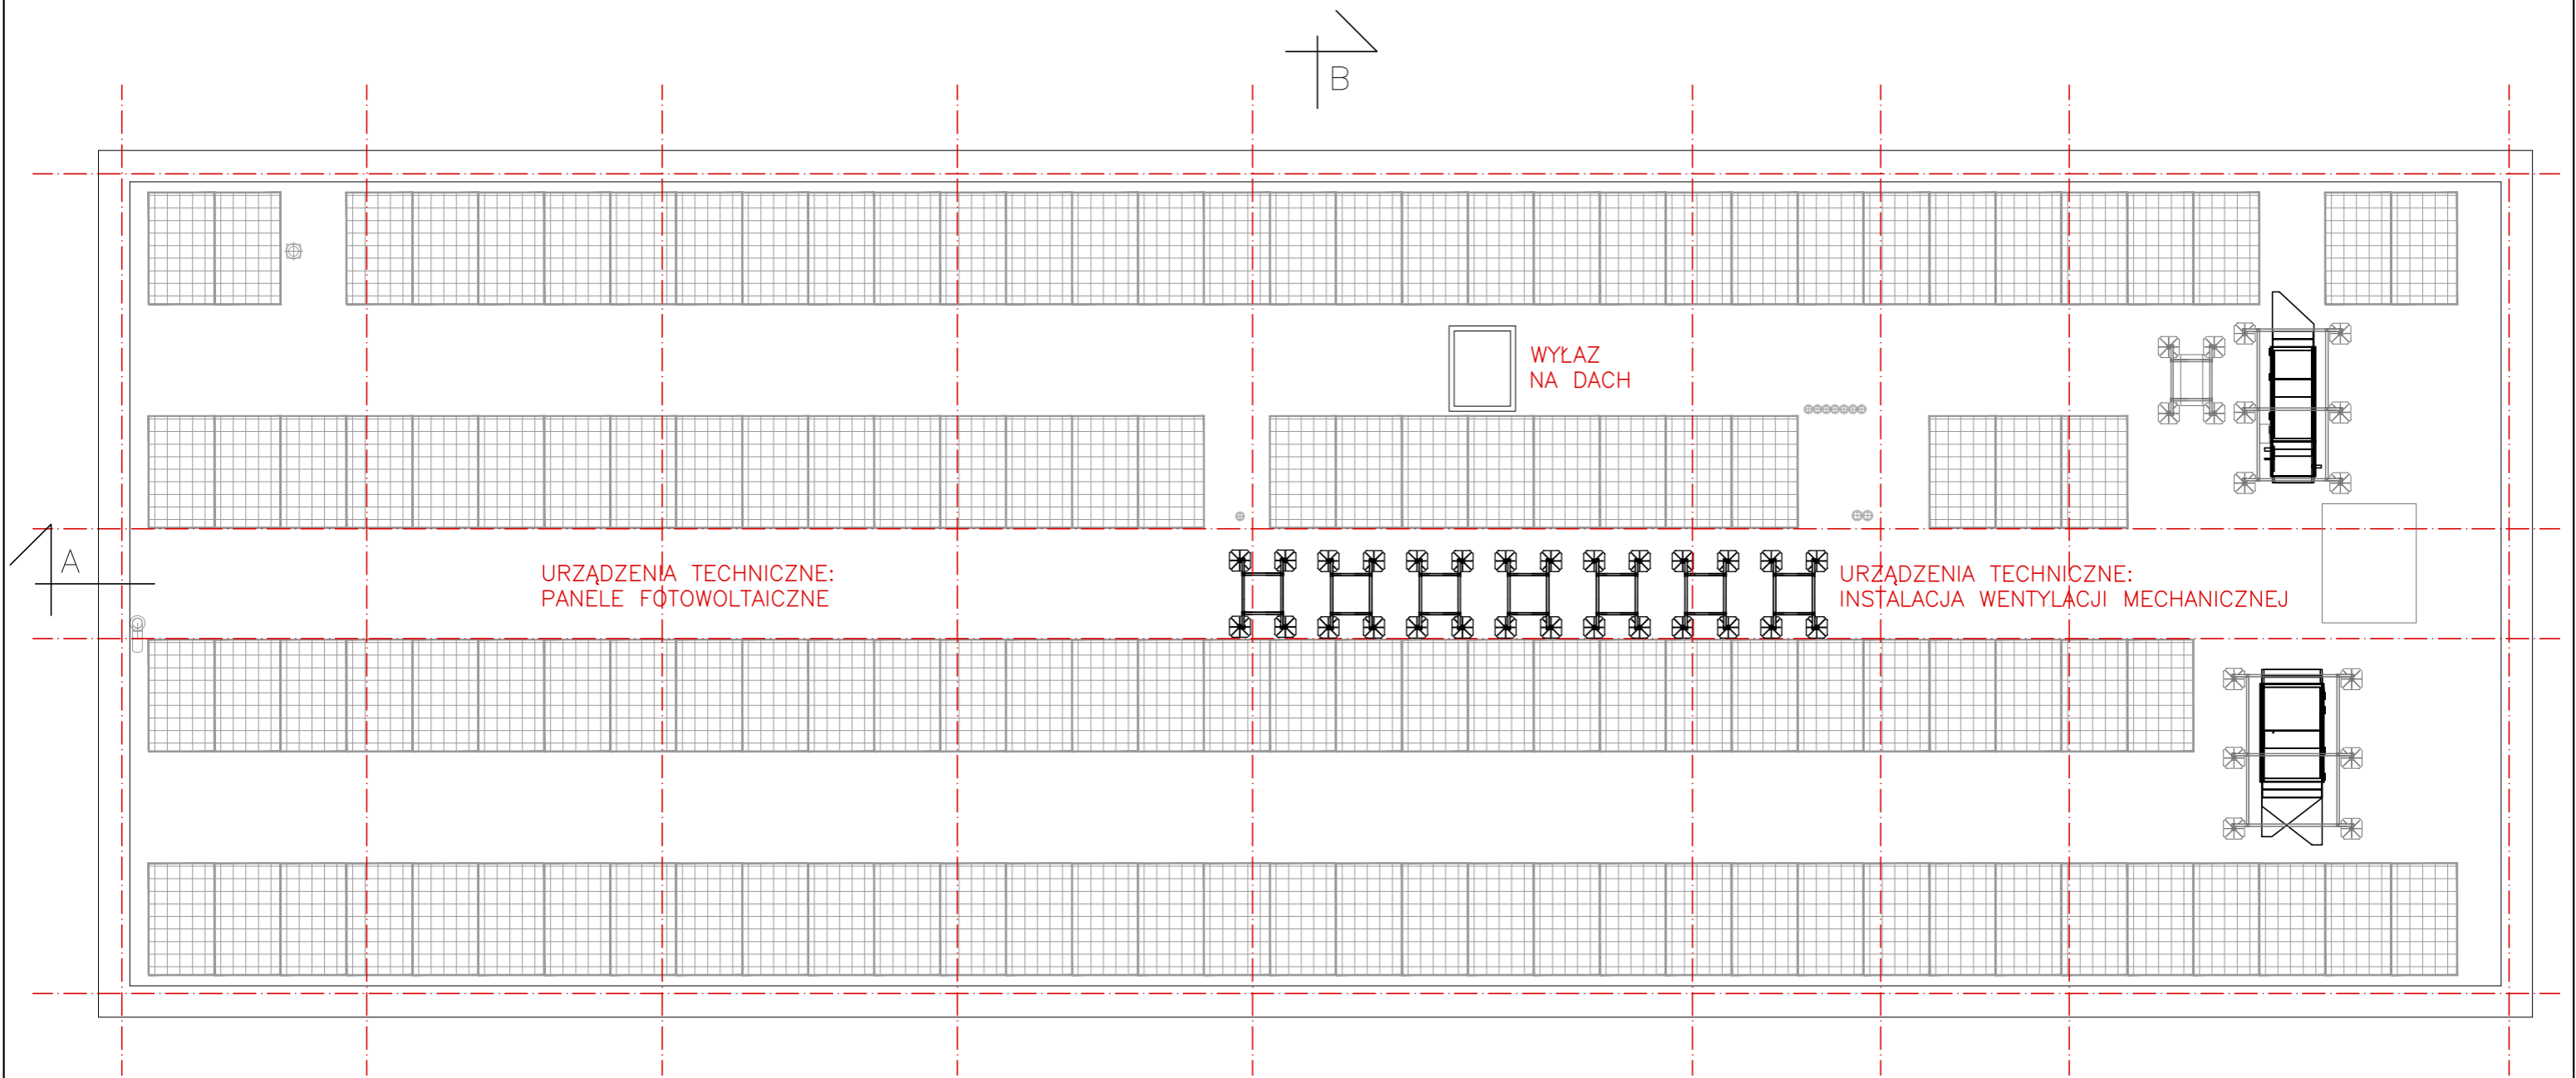 B
WYŁAZ
NA DACH
A
URZĄDZENIA TECHNICZNE:
PANELE FOTOWOLTAICZNE
URZĄDZENIA TECHNICZNE:
INSTALACJA WENTYLACJI MECHANICZNEJ